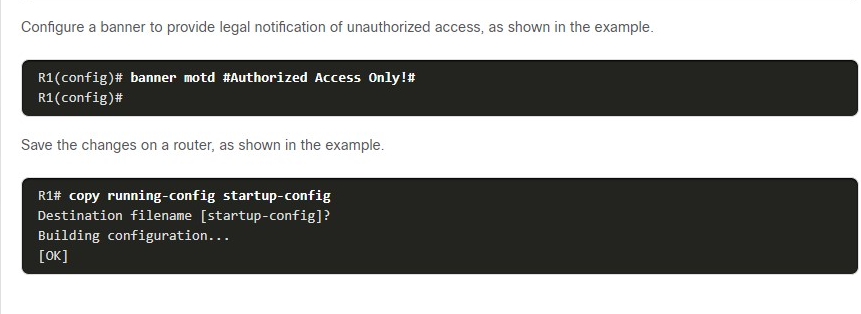 Configure a banner to provide legal notification of unauthorized access, as shown in the example.
R1(config)# banner motd #Authorized Access Only!#
R1(config)#
Save the changes on a router, as shown in the example.
R1# copy running-config startup-config
Destination filename [startup-config]?
Building configuration...
[OK]